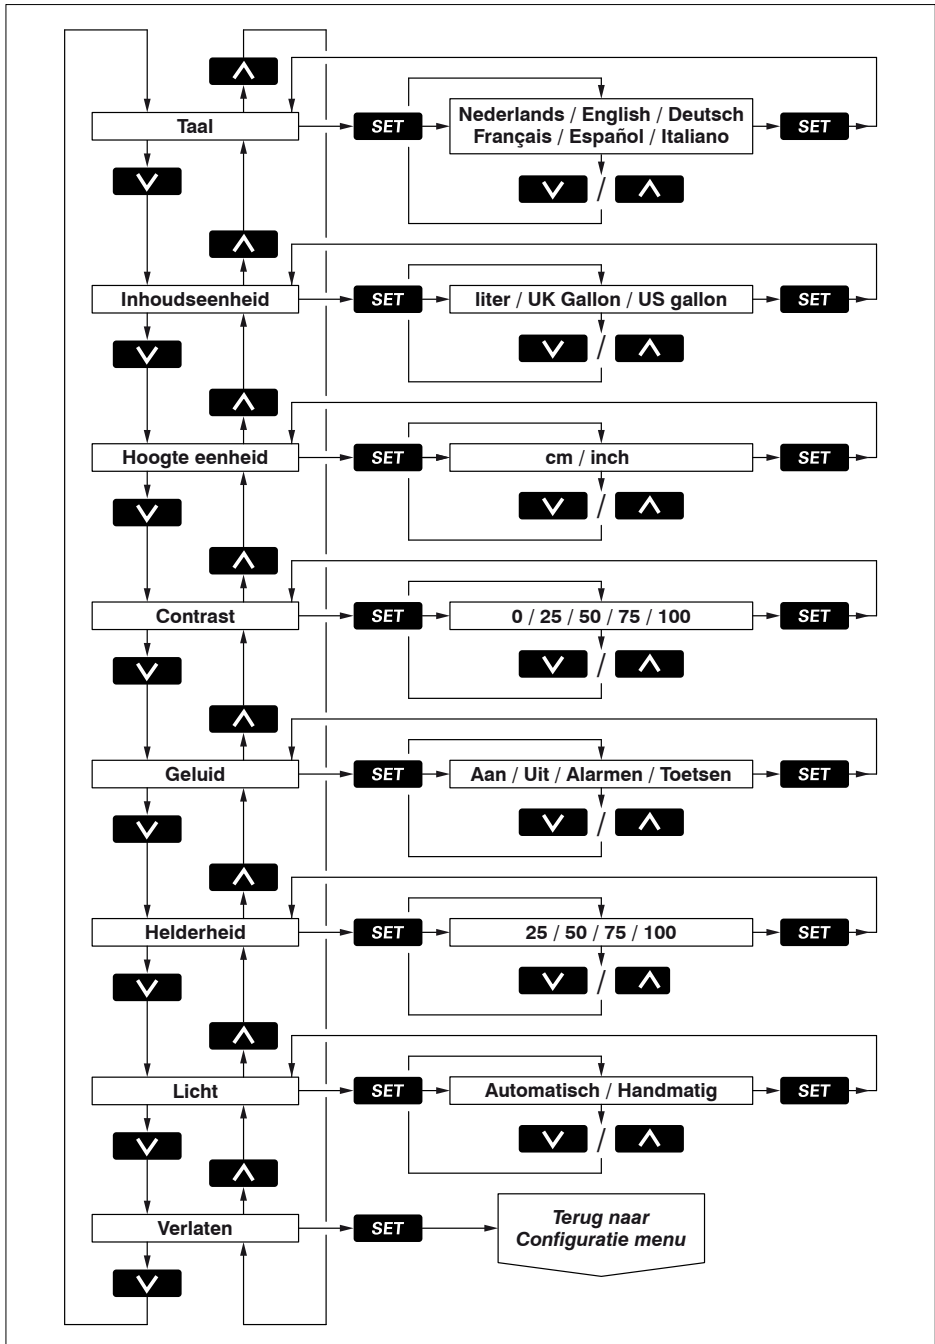 Taal
SET
Nederlands / English / Deutsch
Français / Español / Italiano
SET
/
Inhoudseenheid
SET
liter / UK Gallon / US gallon
SET
/
Hoogte eenheid
SET
cm / inch
SET
/
Contrast
SET
0 / 25 / 50 / 75 / 100
SET
/
Geluid
SET
Aan / Uit / Alarmen / Toetsen
SET
/
Helderheid
SET
25 / 50 / 75 / 100
SET
/
Licht
SET
Automatisch / Handmatig
SET
/
Verlaten
SET
Terug naar
Configuratie menu